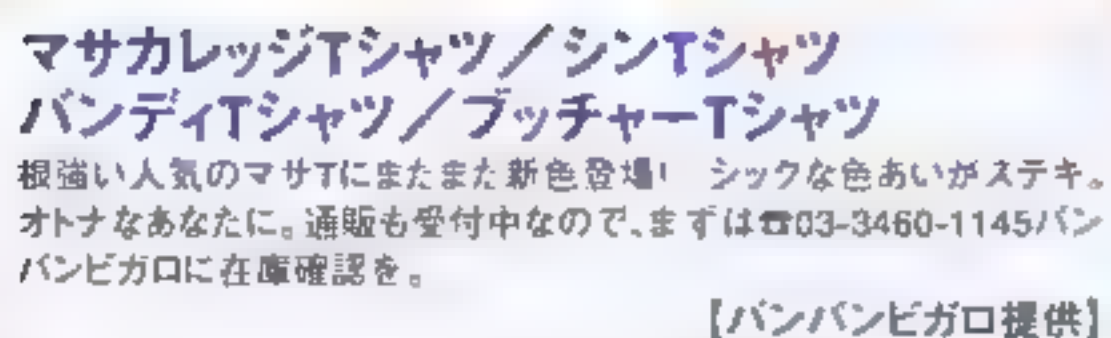 マサカレッジTシャツ／シンTシャツ
バンディTシャツ／ブッチャーTシャツ
根強い人気のマサTにまたまた新色登場！　シックな色あいがステキ。
オトナなあなたに。通販も受付中なので、まずは☎03-3460-1145バン
バンビガロに在庫確認を。
【バンバンビガロ提供】